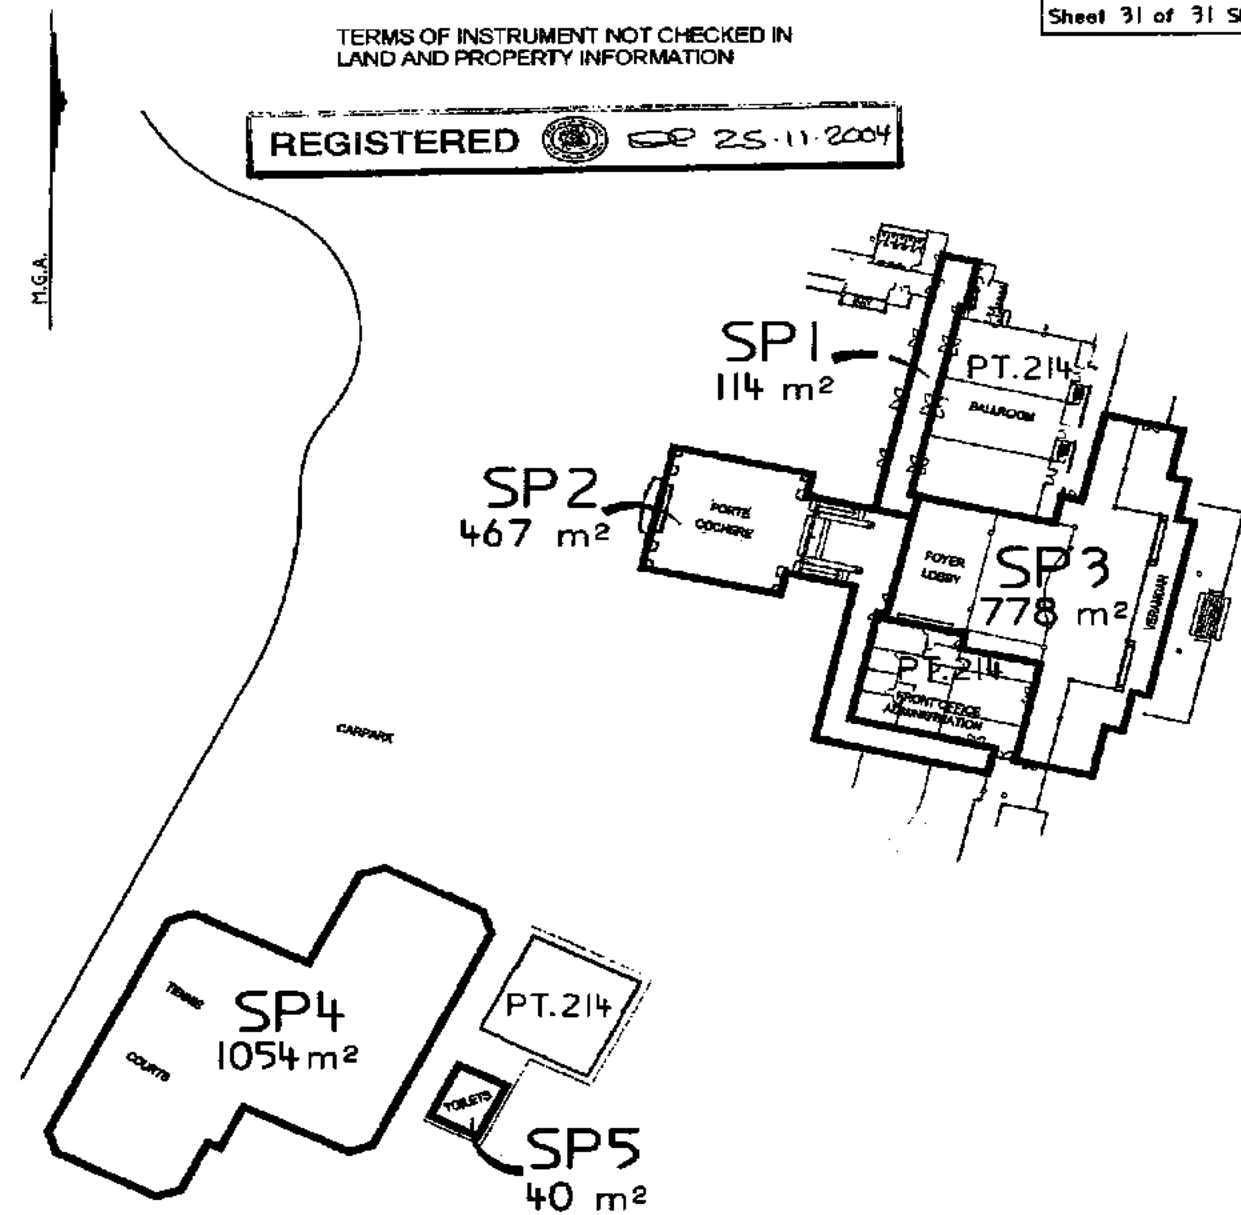 Sheet 31 of 31
TERMS OF INSTRUMENT NOT CHECKED IN
LAND AND PROPERTY INFORMATION
REGISTERED 25·11·2004
M.G.A.
SP1
114 m²
PT.214
BALLROOM
SP2
467 m²
PORTE
COCHERE
FOYER
LOBBY
SP3
778 m²
VERANDAH
PT.214
FRONT OFFICE
ADMINISTRATION
CARPARK
TENNIS
COURTS
SP4
1054 m²
PT.214
TOILETS
SP5
40 m²